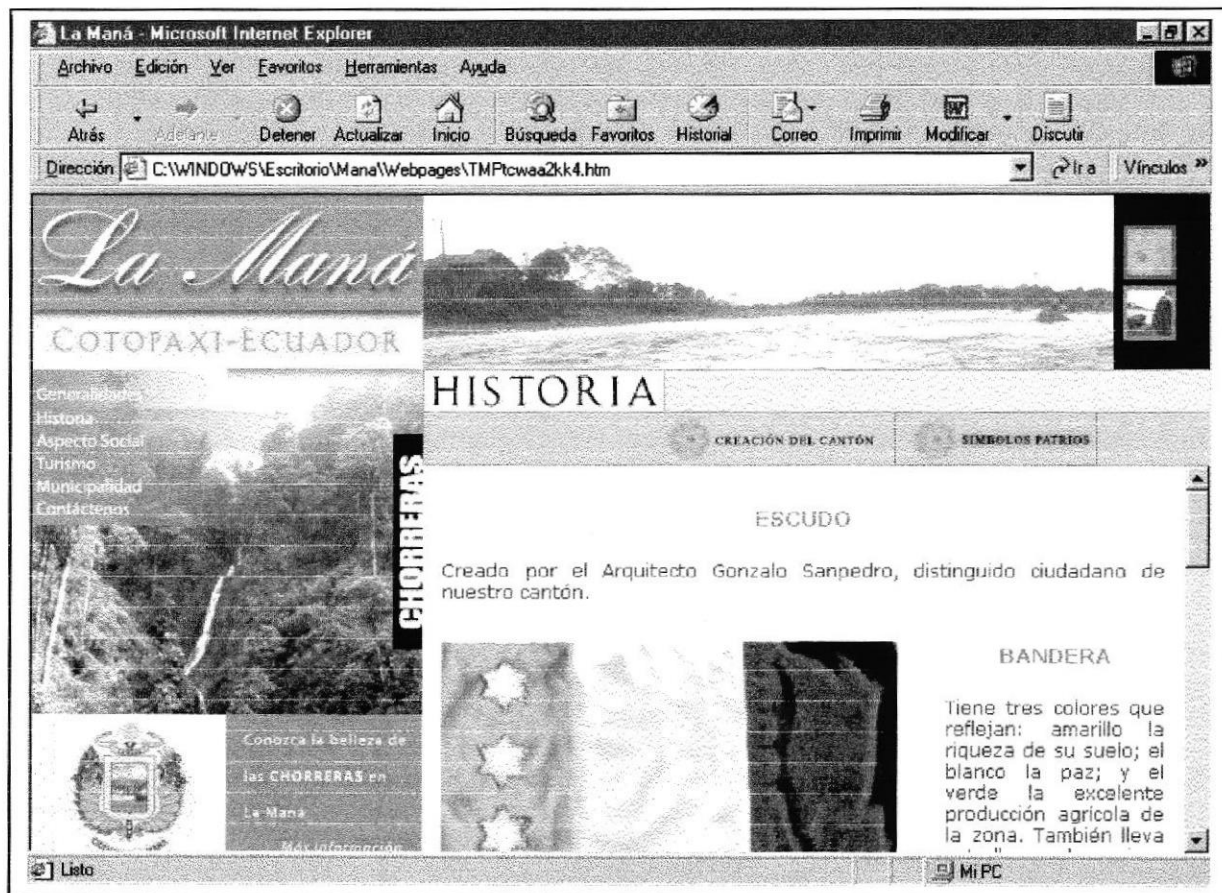 La Maná - Microsoft Internet Explorer
Archivo Edición Ver Favoritos Herramientas Ayuda
Atrás Adelante Detener Actualizar Inicio Búsqueda Favoritos Historial Correo Imprimir Modificar Discutir
Dirección C:\WINDOWS\Escritorio\Mana\Webpages\TMPtcwaa2kk4.htm Ir a Vínculos »
La Maná
COTOPAXI-ECUADOR
Generalidades
Historia
Aspecto Social
Turismo
Municipalidad
Contáctenos
CHORRERAS
Conozca la belleza de
las CHORRERAS en
La Maná
Más información
HISTORIA
CREACIÓN DEL CANTÓN SIMBOLOS PATRIOS
ESCUDO
Creado por el Arquitecto Gonzalo Sanpedro, distinguido ciudadano de
nuestro cantón.
BANDERA
Tiene tres colores que
reflejan: amarillo la
riqueza de su suelo; el
blanco la paz; y el
verde la excelente
producción agrícola de
la zona. También lleva
Listo Mi PC